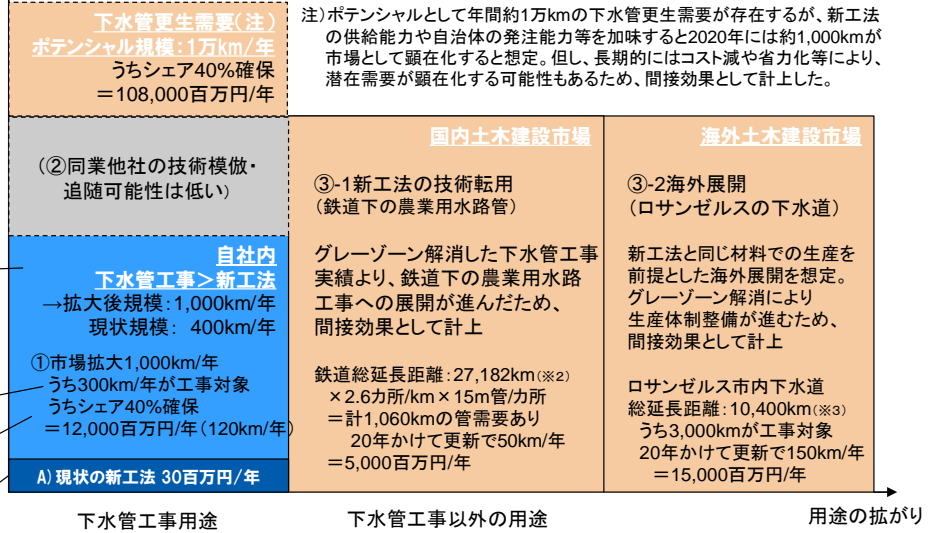 下水管更生需要(注)
ポテンシャル規模:1万km/年
うちシェア40%確保
＝108,000百万円/年
注)ポテンシャルとして年間約1万kmの下水管更生需要が存在するが、新工法
の供給能力や自治体の発注能力等を加味すると2020年には約1,000kmが
市場として顕在化すると想定。但し、長期的にはコスト減や省力化等により、
潜在需要が顕在化する可能性もあるため、間接効果として計上した。
(②同業他社の技術模倣・
追随可能性は低い)
自社内
下水管工事＞新工法
→拡大後規模:1,000km/年
現状規模: 400km/年
①市場拡大1,000km/年
うち300km/年が工事対象
うちシェア40%確保
＝12,000百万円/年(120km/年)
A)現状の新工法 30百万円/年
国内土木建設市場
③-1新工法の技術転用
(鉄道下の農業用水路管)
グレーゾーン解消した下水管工事
実績より、鉄道下の農業用水路
工事への展開が進んだため、
間接効果として計上
鉄道総延長距離:27,182km(※2)
×2.6カ所/km×15m管/カ所
＝計1,060kmの管需要あり
20年かけて更新で50km/年
＝5,000百万円/年
海外土木建設市場
③-2海外展開
(ロサンゼルスの下水道)
新工法と同じ材料での生産を
前提とした海外展開を想定。
グレーゾーン解消により
生産体制整備が進むため、
間接効果として計上
ロサンゼルス市内下水道
総延長距離:10,400km(※3)
うち3,000kmが工事対象
20年かけて更新で150km/年
＝15,000百万円/年
下水管工事用途
下水管工事以外の用途
用途の拡がり